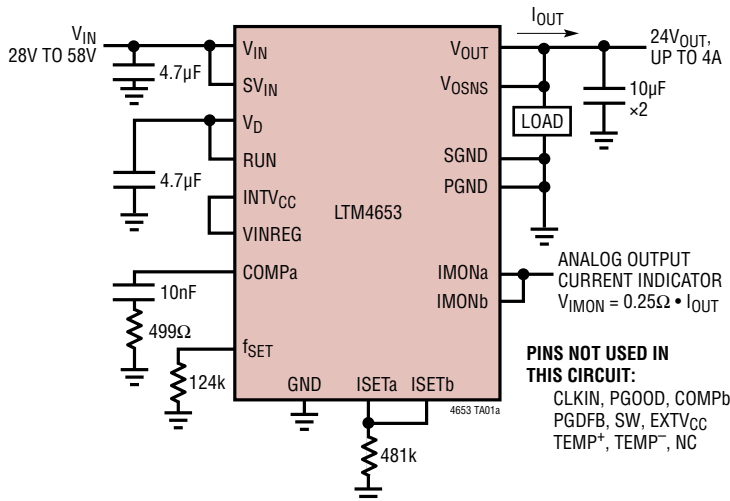 V_IN
28V TO 58V
4.7µF
4.7µF
10nF
499Ω
124k
V_IN
SV_IN
V_D
RUN
INTV_CC
VINREG
COMPa
f_SET
LTM4653
GND
ISETa
ISETb
481k
V_OUT
V_OSNS
SGND
PGND
IMONa
IMONb
I_OUT
24V_OUT,
UP TO 4A
10µF
×2
LOAD
ANALOG OUTPUT
CURRENT INDICATOR
V_IMON = 0.25Ω • I_OUT
PINS NOT USED IN
THIS CIRCUIT:
CLKIN, PGOOD, COMPb
PGDFB, SW, EXTV_CC
TEMP⁺, TEMP⁻, NC
4653 TA01a